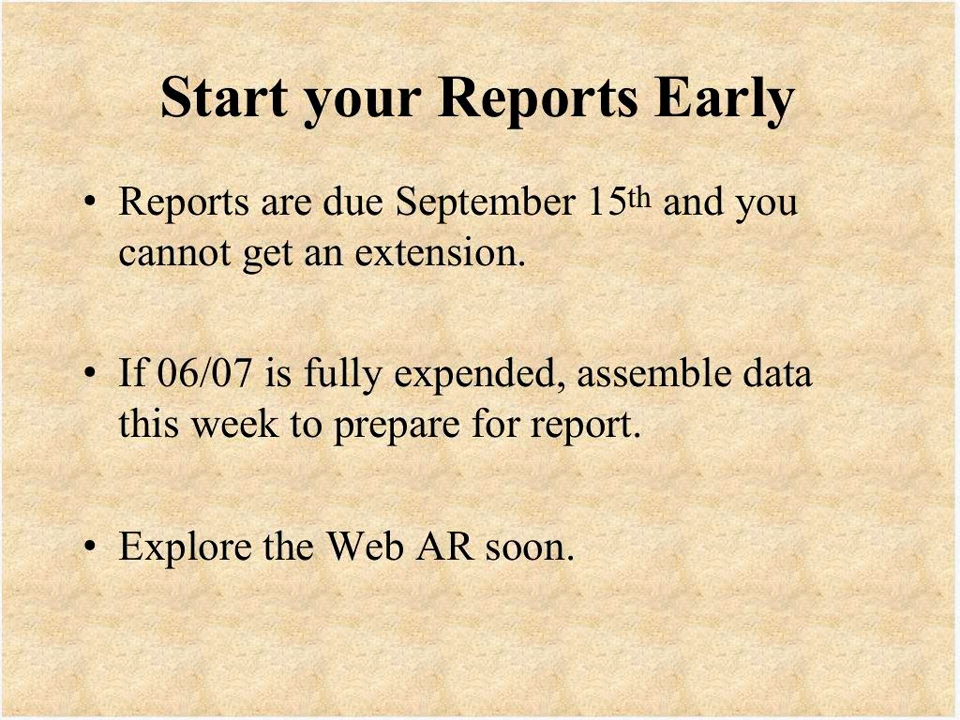 Start your Reports Early
• Reports are due September 15th and you
cannot get an extension.
• If 06/07 is fully expended, assemble data
this week to prepare for report.
• Explore the Web AR soon.